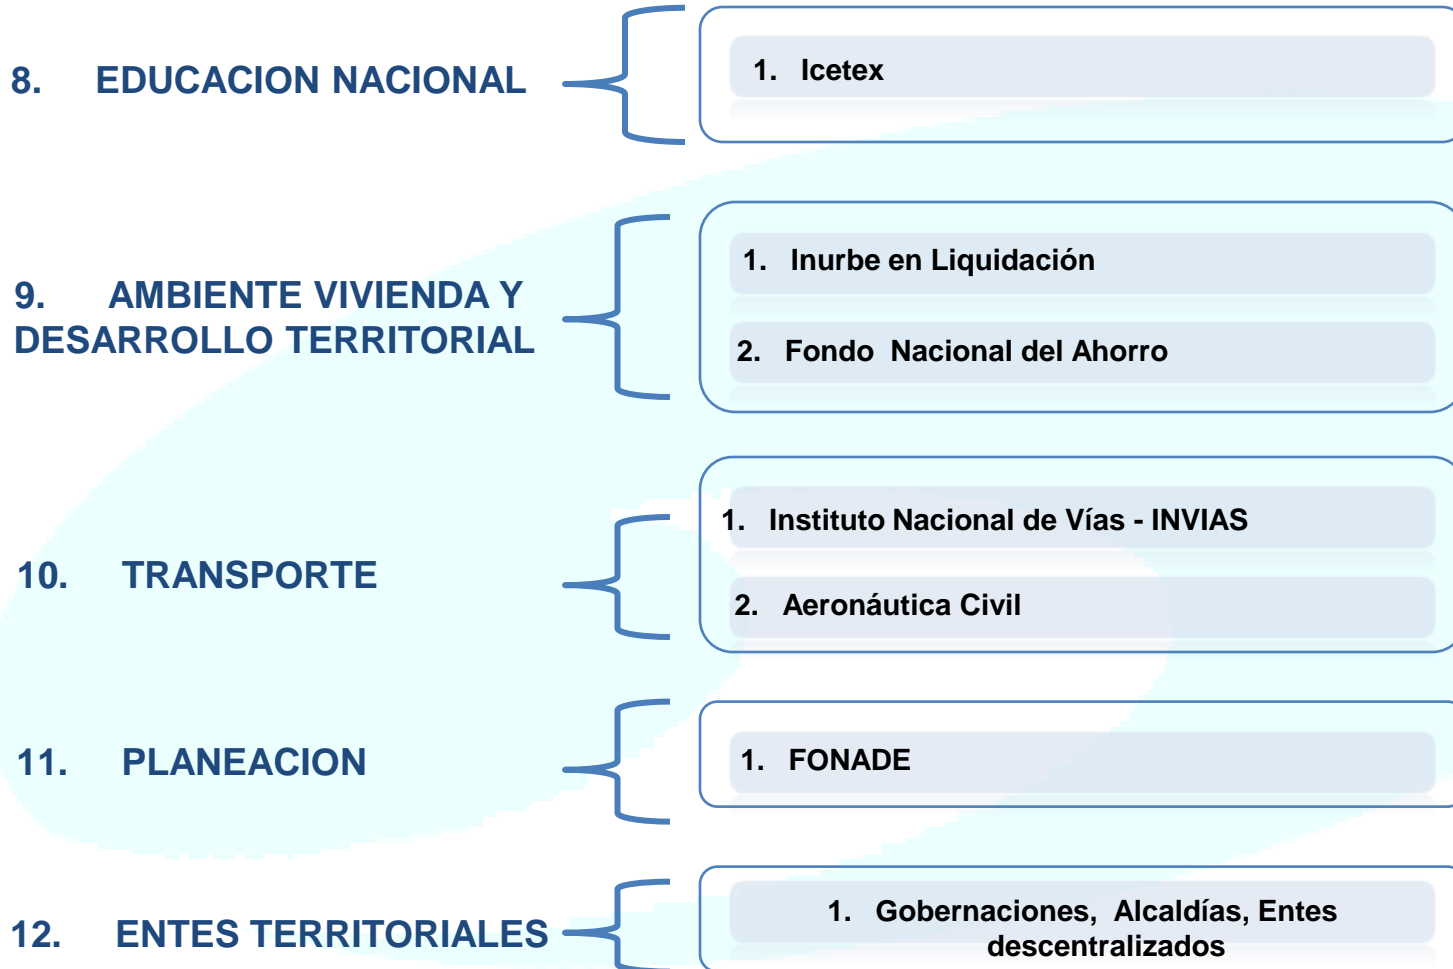 8. EDUCACION NACIONAL
1. Icetex
9. AMBIENTE VIVIENDA Y
DESARROLLO TERRITORIAL
1. Inurbe en Liquidación
2. Fondo Nacional del Ahorro
10. TRANSPORTE
1. Instituto Nacional de Vías - INVIAS
2. Aeronáutica Civil
11. PLANEACION
1. FONADE
12. ENTES TERRITORIALES
1. Gobernaciones, Alcaldías, Entes
descentralizados